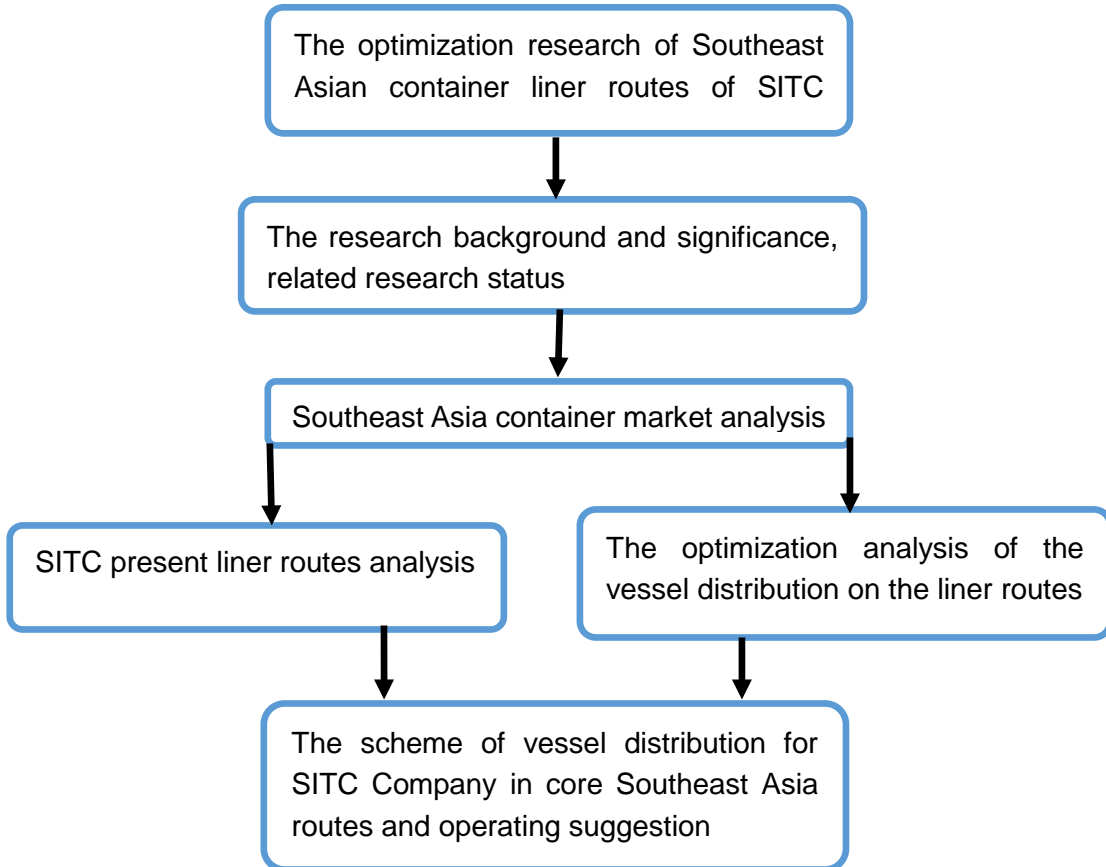 The optimization research of Southeast
Asian container liner routes of SITC
The research background and significance,
related research status
Southeast Asia container market analysis
SITC present liner routes analysis
The optimization analysis of the
vessel distribution on the liner routes
The scheme of vessel distribution for
SITC Company in core Southeast Asia
routes and operating suggestion